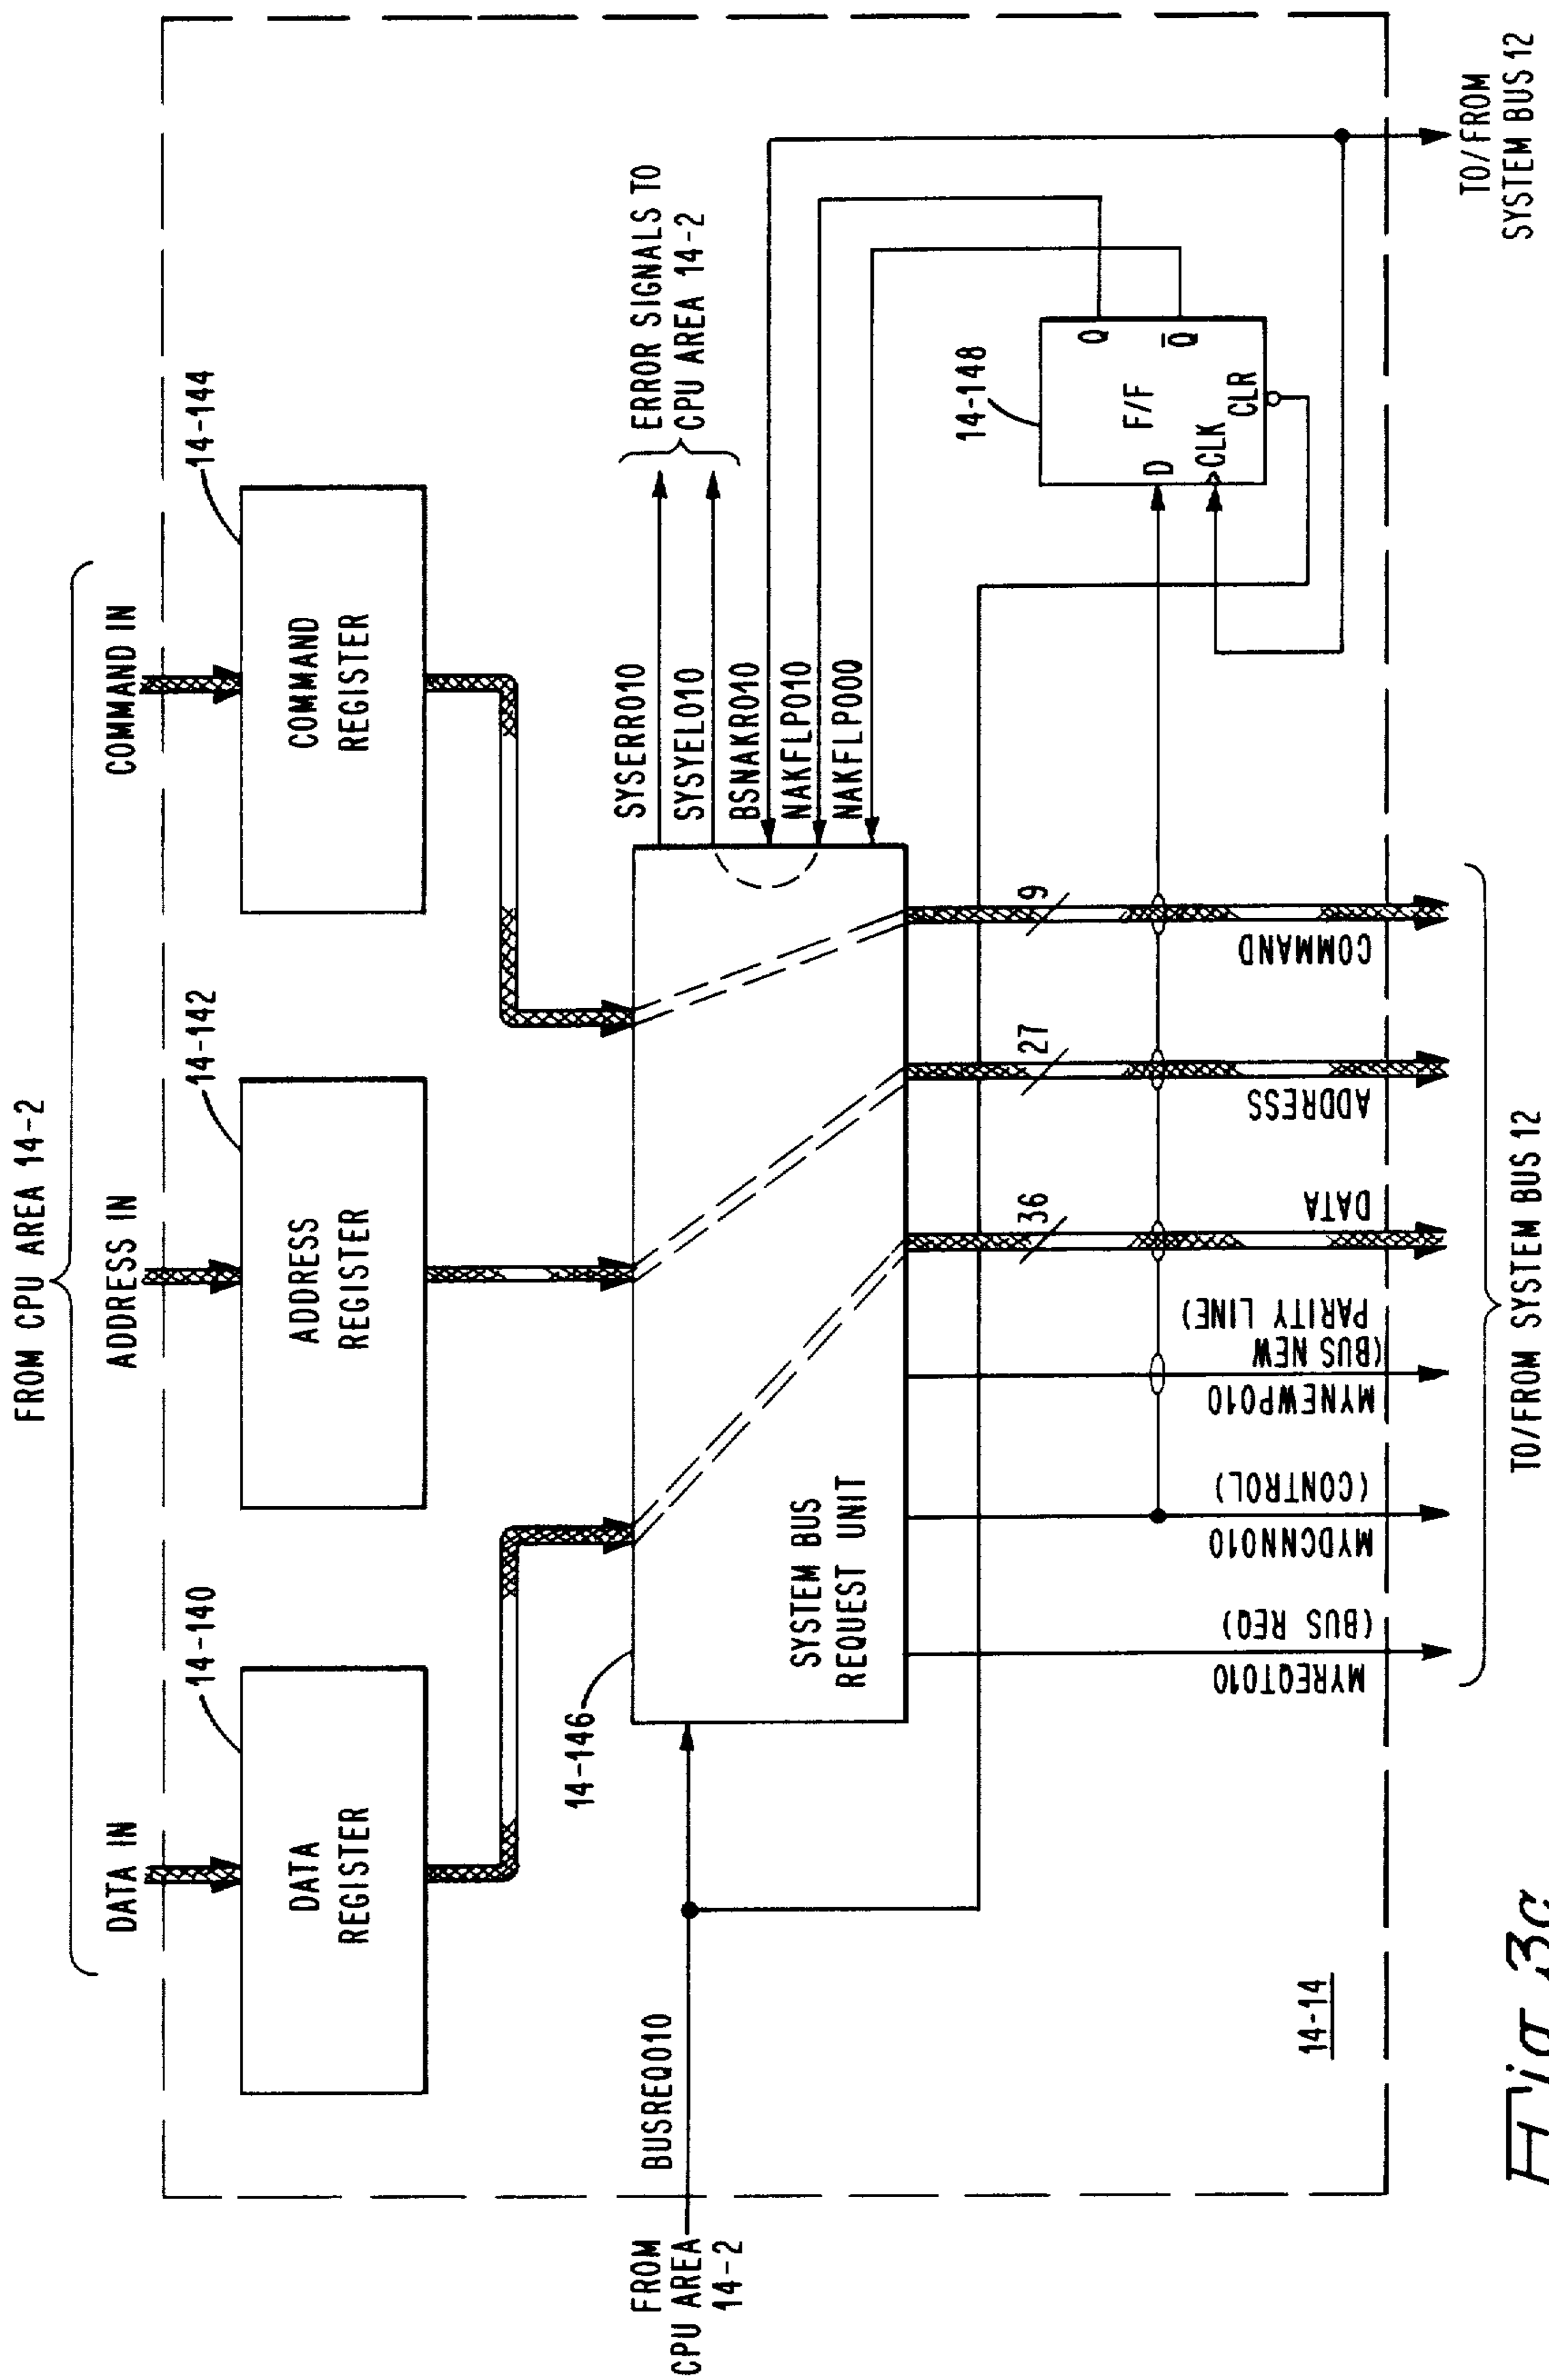 FROM CPU AREA 14-2
DATA IN
ADDRESS IN
COMMAND IN
14-140
14-142
14-144
DATA
REGISTER
ADDRESS
REGISTER
COMMAND
REGISTER
FROM
CPU AREA
14-2
BUSREQ010
14-146
SYSTEM BUS
REQUEST UNIT
SYSERR010
SYSYEL010
BSNAKR010
NAKFLP010
NAKFLP000
ERROR SIGNALS TO
CPU AREA 14-2
14-148
F/F
D
CLK
CLR
Q
Q̅
36
27
9
MYREQT010
(BUS REQ)
MYDCNN010
(CONTROL)
MYNEWP010
(BUS NEW
PARITY LINE)
DATA
ADDRESS
COMMAND
14-14
TO/FROM SYSTEM BUS 12
TO/FROM
SYSTEM BUS 12